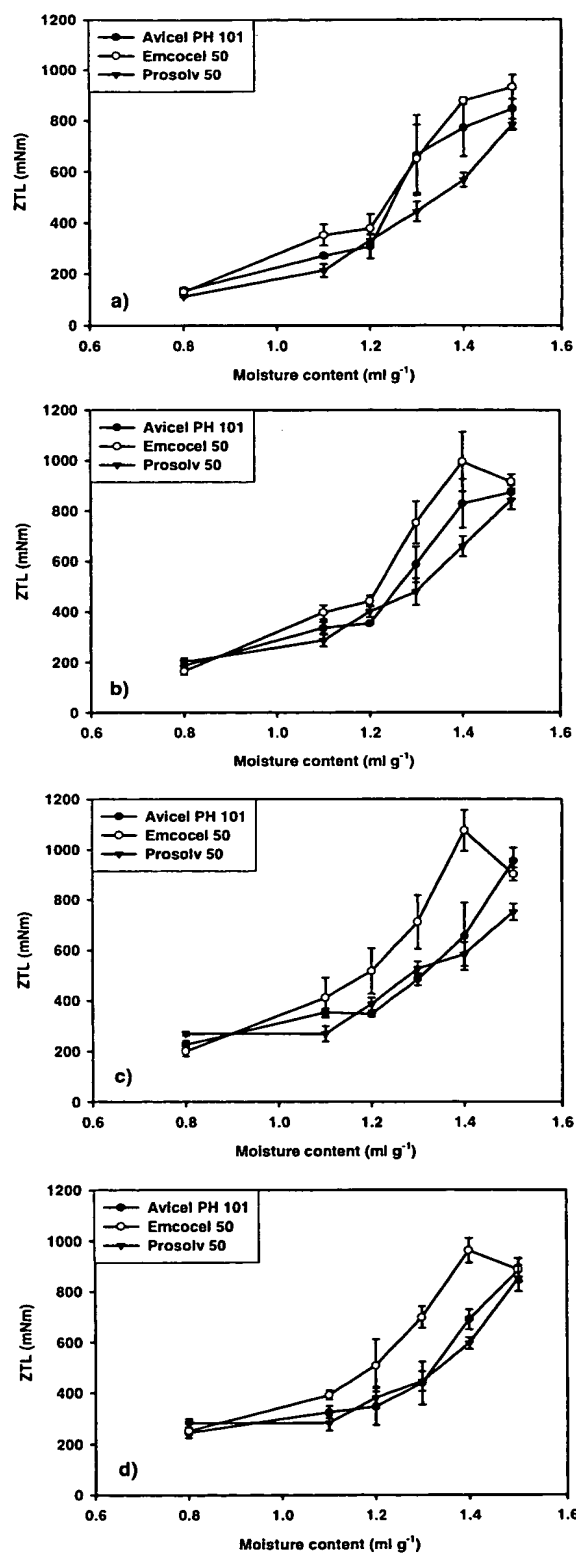 1200
1000
800
600
400
200
0
ZTL (mNm)
Avicel PH 101
Emcocel 50
Prosolv 50
a)
0.6 0.8 1.0 1.2 1.4 1.6
Moisture content (ml g⁻¹)
1200
1000
800
600
400
200
0
ZTL (mNm)
Avicel PH 101
Emcocel 50
Prosolv 50
b)
0.6 0.8 1.0 1.2 1.4 1.6
Moisture content (ml g⁻¹)
1200
1000
800
600
400
200
0
ZTL (mNm)
Avicel PH 101
Emcocel 50
Prosolv 50
c)
0.6 0.8 1.0 1.2 1.4 1.6
Moisture content (ml g⁻¹)
1200
1000
800
600
400
200
0
ZTL (mNm)
Avicel PH 101
Emcocel 50
Prosolv 50
d)
0.6 0.8 1.0 1.2 1.4 1.6
Moisture content (ml g⁻¹)